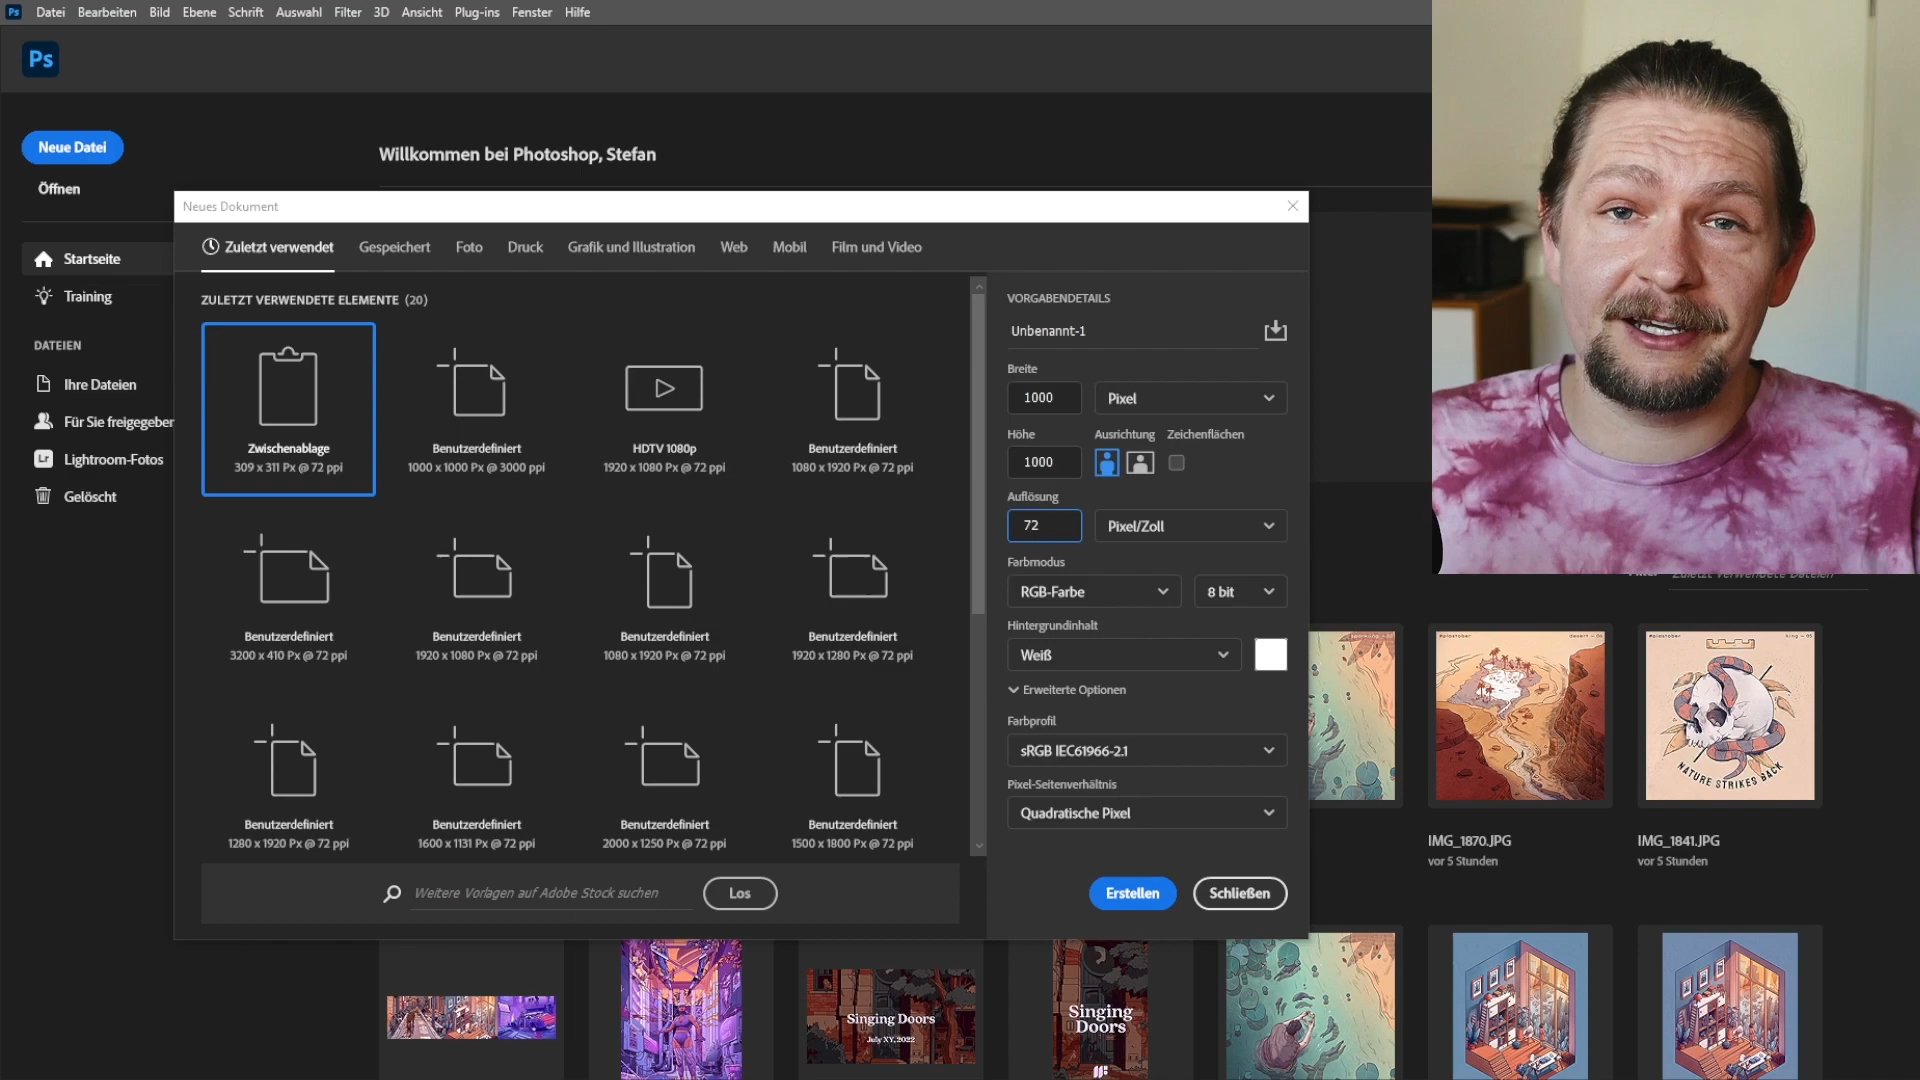 Ps
Datei Bearbeiten Bild Ebene Schrift Auswahl Filter 3D Ansicht Plug-ins Fenster Hilfe
Ps
Neue Datei
Öffnen
Startseite
Training
DATEIEN
Ihre Dateien
Für Sie freigegeben
Lr Lightroom-Fotos
Gelöscht
Willkommen bei Photoshop, Stefan
Neues Dokument
Zuletzt verwendet Gespeichert Foto Druck Grafik und Illustration Web Mobil Film und Video
ZULETZT VERWENDETE ELEMENTE (20)
Zwischenablage
309 x 311 Px @ 72 ppi
Benutzerdefiniert
1000 x 1000 Px @ 3000 ppi
HDTV 1080p
1920 x 1080 Px @ 72 ppi
Benutzerdefiniert
1080 x 1920 Px @ 72 ppi
Benutzerdefiniert
3200 x 410 Px @ 72 ppi
Benutzerdefiniert
1920 x 1080 Px @ 72 ppi
Benutzerdefiniert
1080 x 1920 Px @ 72 ppi
Benutzerdefiniert
1920 x 1280 Px @ 72 ppi
Benutzerdefiniert
1280 x 1920 Px @ 72 ppi
Benutzerdefiniert
1600 x 1131 Px @ 72 ppi
Benutzerdefiniert
2000 x 1250 Px @ 72 ppi
Benutzerdefiniert
1500 x 1800 Px @ 72 ppi
Weitere Vorlagen auf Adobe Stock suchen
Los
VORGABENDETAILS
Unbenannt-1
Breite
1000 Pixel
Höhe Ausrichtung Zeichenflächen
1000
Auflösung
72 Pixel/Zoll
Farbmodus
RGB-Farbe 8 bit
Hintergrundinhalt
Weiß
Erweiterte Optionen
Farbprofil
sRGB IEC61966-2.1
Pixel-Seitenverhältnis
Quadratische Pixel
Erstellen Schließen
Zuletzt verwendete Dateien
NATURE STRIKES BACK
IMG_1870.JPG
vor 5 Stunden
IMG_1841.JPG
vor 5 Stunden
Singing Doors
July XY, 2022
Singing
Doors